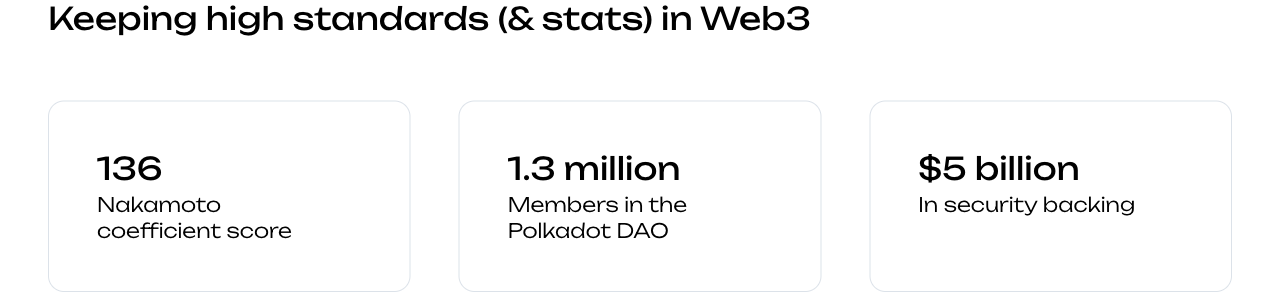 Keeping high standards (& stats) in Web3
136
Nakamoto
coefficient score
1.3 million
Members in the
Polkadot DAO
$5 billion
In security backing